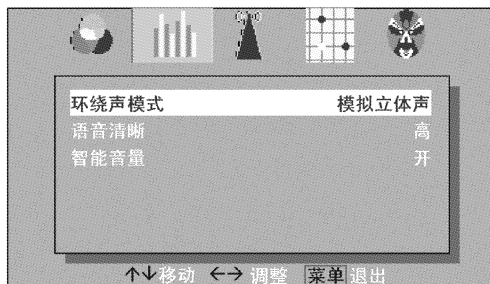 环绕声模式 模拟立体声
语音清晰 高
智能音量 开
↑↓移动 ←→调整 菜单退出